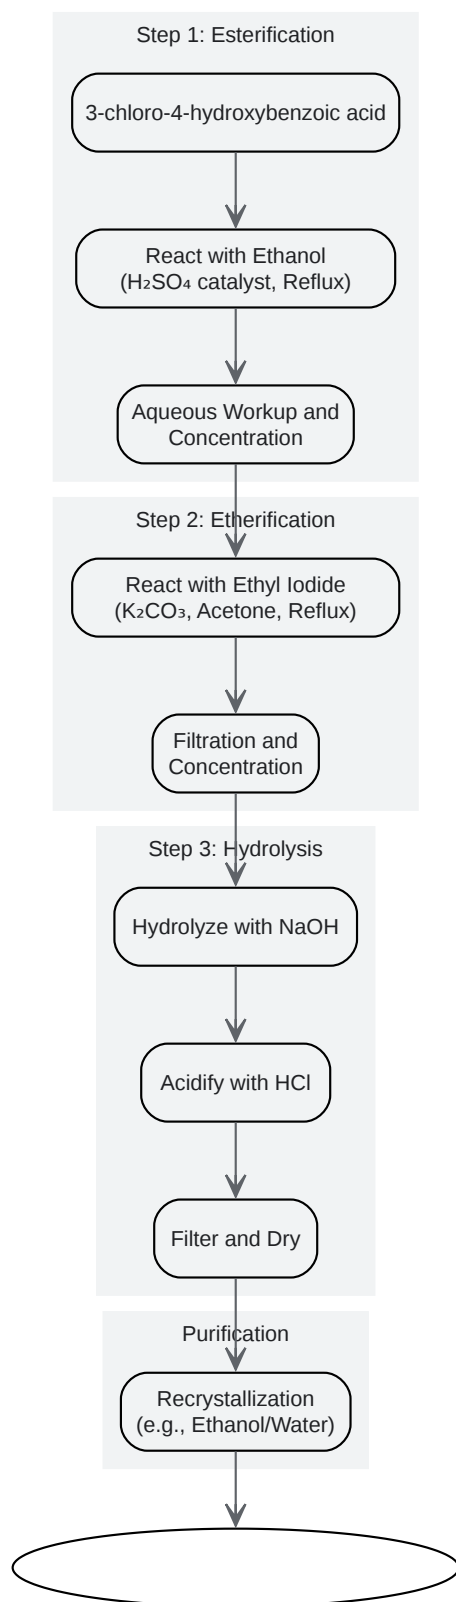 Step 1: Esterification
3-chloro-4-hydroxybenzoic acid
React with Ethanol
(H₂SO₄ catalyst, Reflux)
Aqueous Workup and
Concentration
Step 2: Etherification
React with Ethyl Iodide
(K₂CO₃, Acetone, Reflux)
Filtration and
Concentration
Step 3: Hydrolysis
Hydrolyze with NaOH
Acidify with HCl
Filter and Dry
Purification
Recrystallization
(e.g., Ethanol/Water)